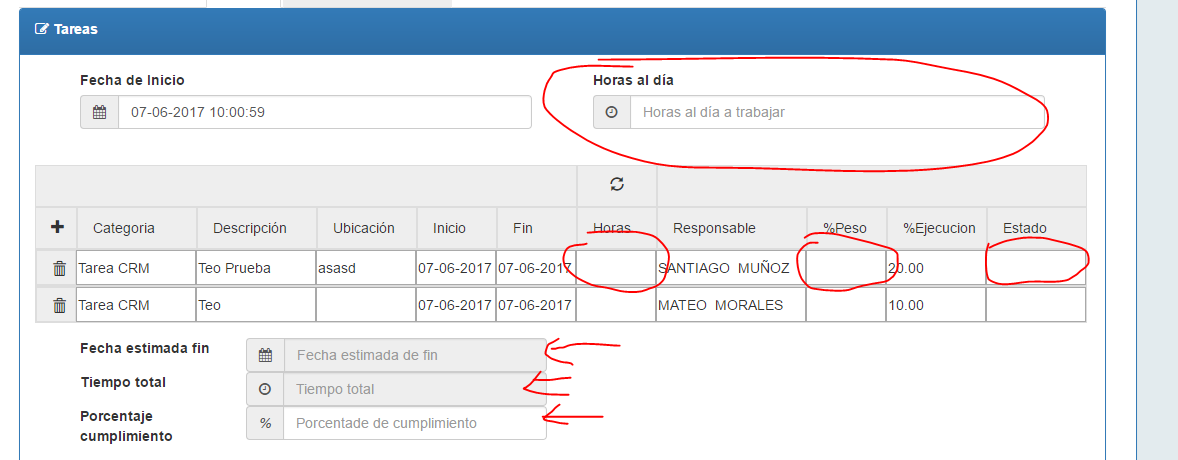 Tareas
Fecha de Inicio Horas al día
07-06-2017 10:00:59 Horas al día a trabajar
+ Categoria Descripción Ubicación Inicio Fin Horas Responsable %Peso %Ejecucion Estado
Tarea CRM Teo Prueba asasd 07-06-2017 07-06-2017 SANTIAGO MUÑOZ 20.00
Tarea CRM Teo 07-06-2017 07-06-2017 MATEO MORALES 10.00
Fecha estimada fin Fecha estimada de fin
Tiempo total Tiempo total
Porcentaje cumplimiento % Porcentade de cumplimiento